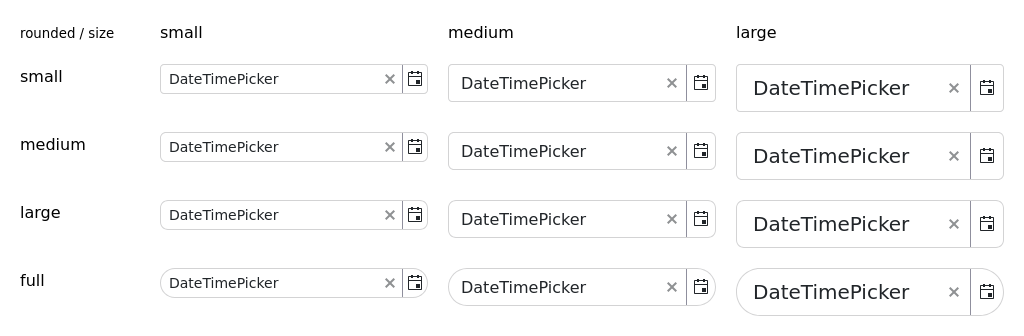 rounded / size small medium large
small DateTimePicker DateTimePicker DateTimePicker
medium DateTimePicker DateTimePicker DateTimePicker
large DateTimePicker DateTimePicker DateTimePicker
full DateTimePicker DateTimePicker DateTimePicker